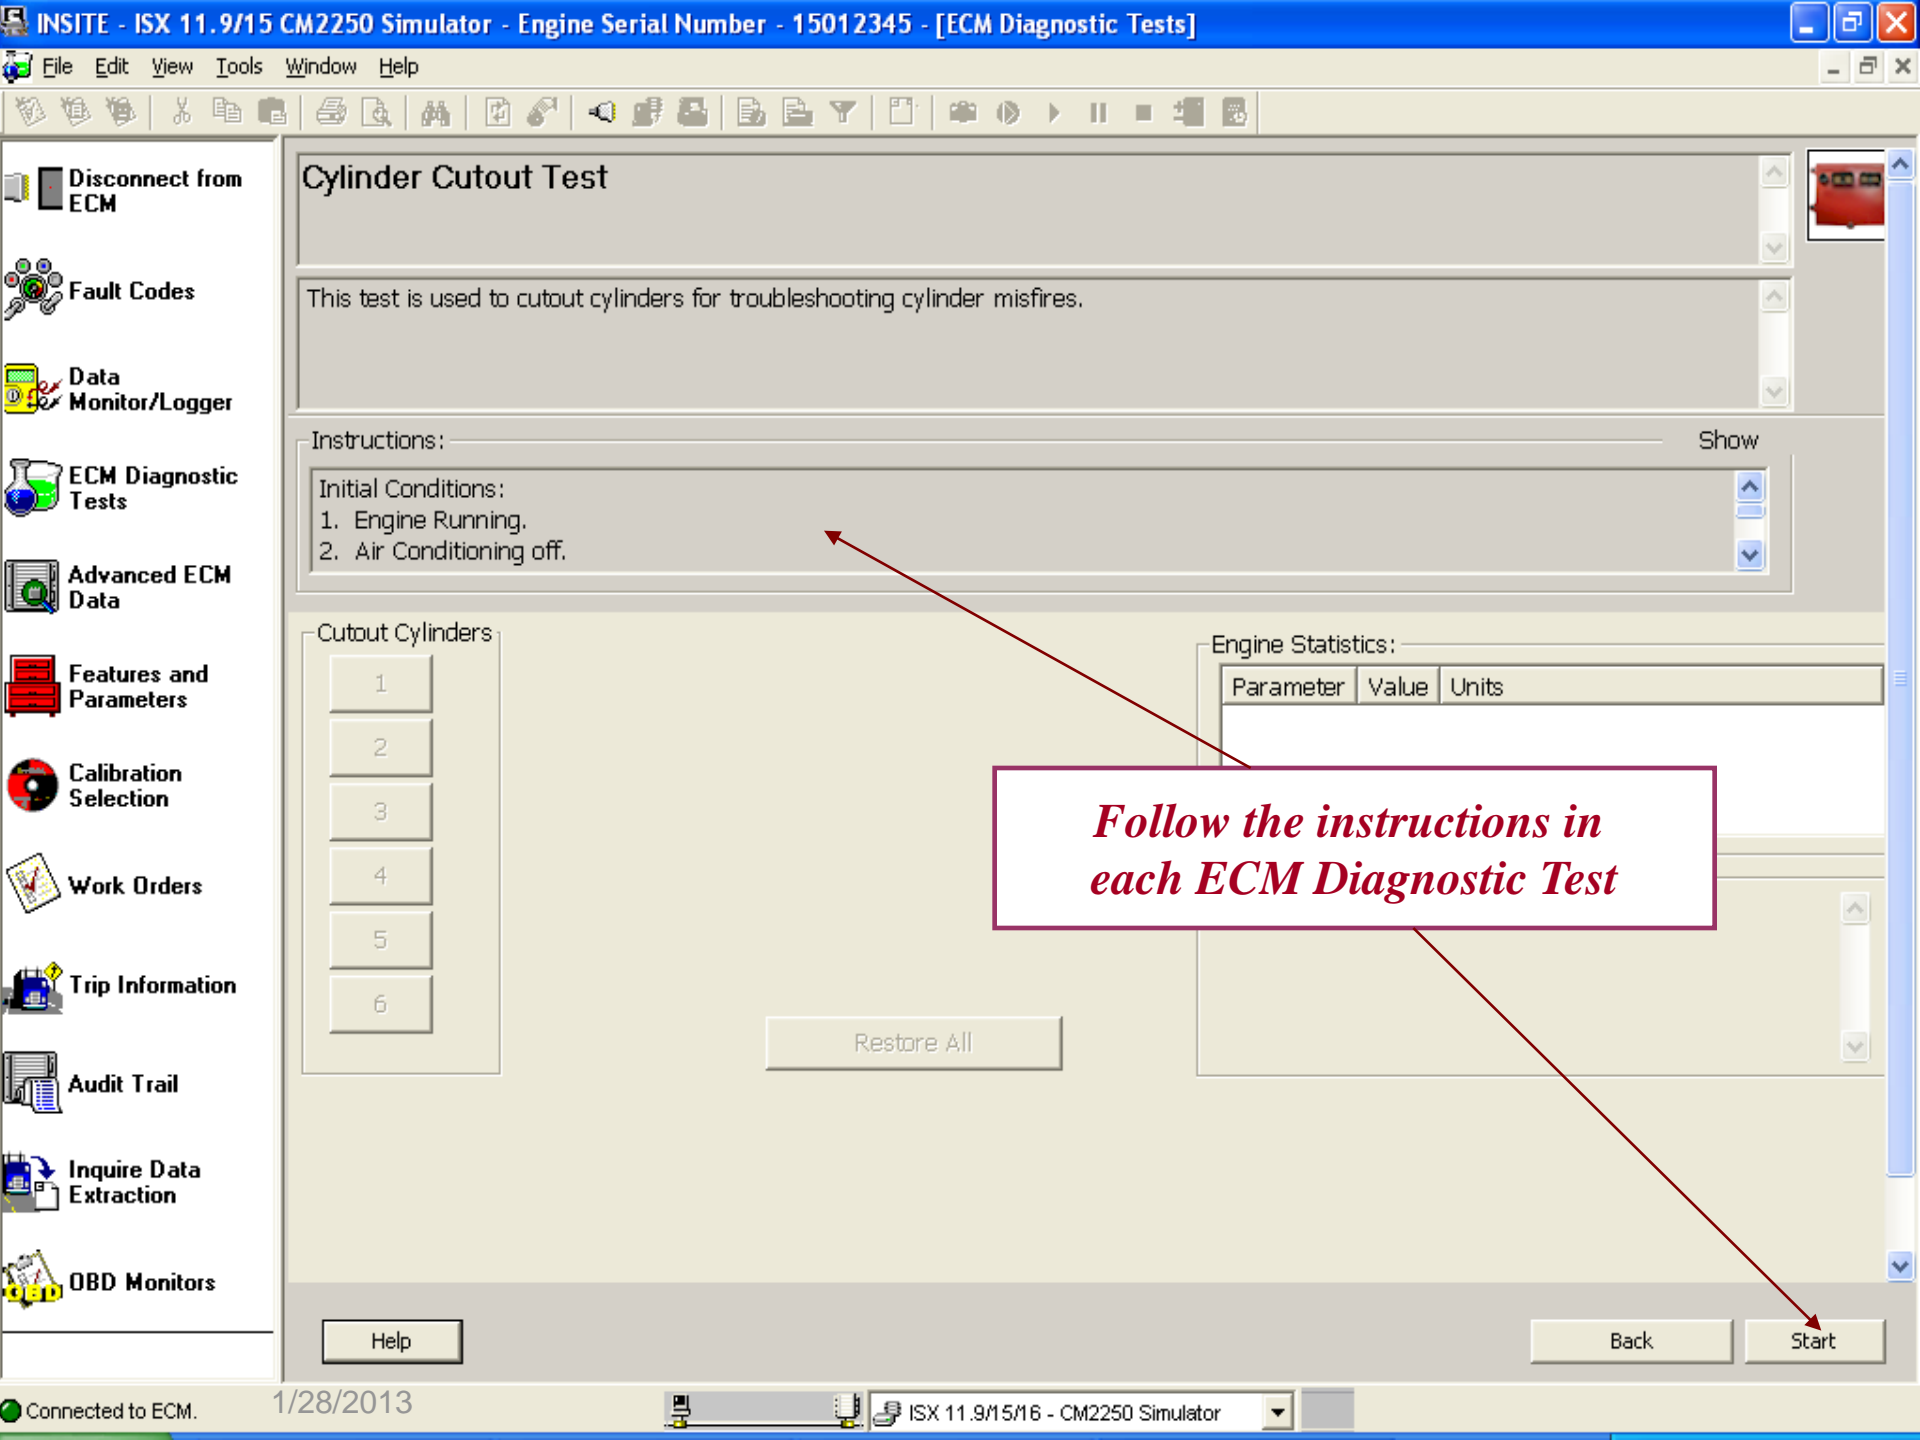 INSITE - ISX 11.9/15 CM2250 Simulator - Engine Serial Number - 15012345 - [ECM Diagnostic Tests]
File Edit View Tools Window Help
Disconnect from
ECM
Fault Codes
Data
Monitor/Logger
ECM Diagnostic
Tests
Advanced ECM
Data
Features and
Parameters
Calibration
Selection
Work Orders
Trip Information
Audit Trail
Inquire Data
Extraction
OBD
OBD Monitors
Cylinder Cutout Test
This test is used to cutout cylinders for troubleshooting cylinder misfires.
Instructions:
Show
Initial Conditions:
1. Engine Running.
2. Air Conditioning off.
Cutout Cylinders
1
2
3
4
5
6
Restore All
Engine Statistics:
Parameter Value Units
Follow the instructions in
each ECM Diagnostic Test
Help
Back
Start
Connected to ECM.
1/28/2013
ISX 11.9/15/16 - CM2250 Simulator